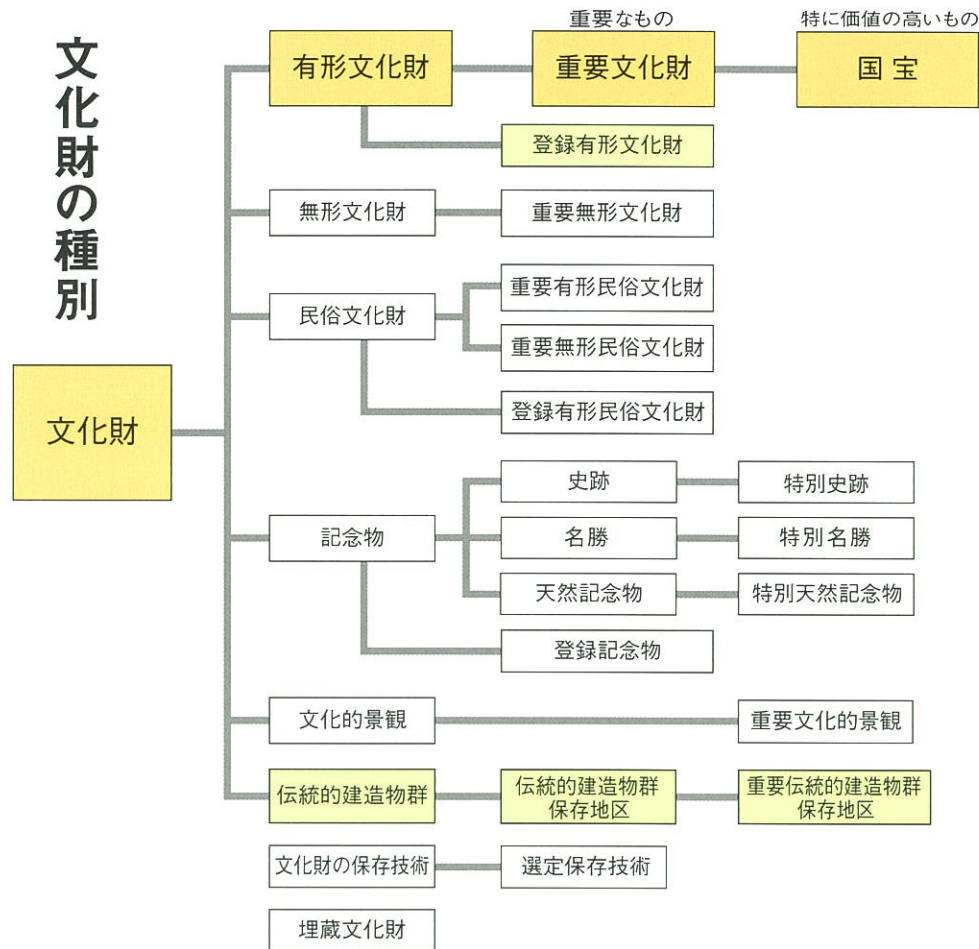 文化財の種別
重要なもの
特に価値の高いもの
有形文化財
重要文化財
国宝
登録有形文化財
無形文化財
重要無形文化財
民俗文化財
重要有形民俗文化財
重要無形民俗文化財
登録有形民俗文化財
文化財
記念物
史跡
特別史跡
名勝
特別名勝
天然記念物
特別天然記念物
登録記念物
文化的景観
重要文化的景観
伝統的建造物群
伝統的建造物群
保存地区
重要伝統的建造物群
保存地区
文化財の保存技術
選定保存技術
埋蔵文化財